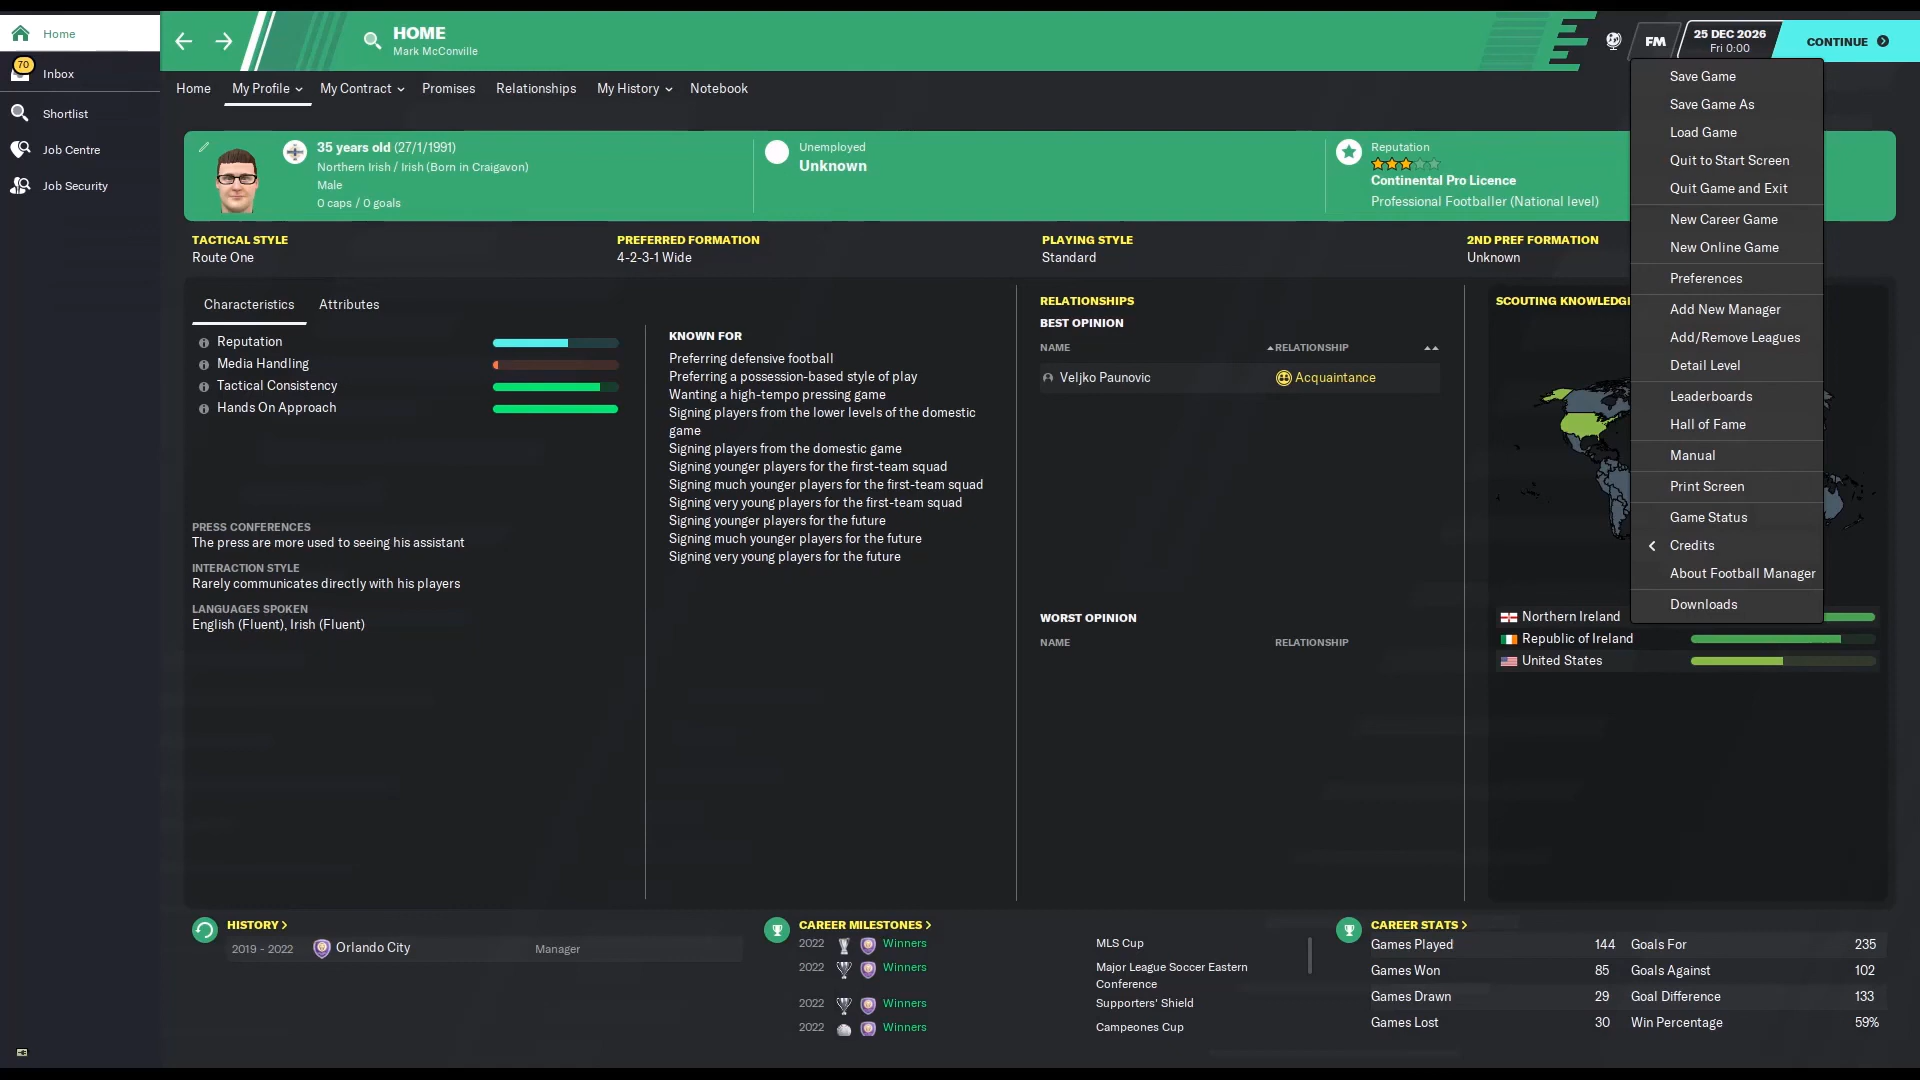 Home
70
Inbox
Shortlist
Job Centre
Job Security
HOME
Mark McConville
FM
25 DEC 2026
Fri 0:00
CONTINUE
Home
My Profile
My Contract
Promises
Relationships
My History
Notebook
35 years old (27/1/1991)
Northern Irish / Irish (Born in Craigavon)
Male
0 caps / 0 goals
Unemployed
Unknown
Reputation
Continental Pro Licence
Professional Footballer (National level)
TACTICAL STYLE
Route One
PREFERRED FORMATION
4-2-3-1 Wide
PLAYING STYLE
Standard
2ND PREF FORMATION
Unknown
Characteristics
Attributes
Reputation
Media Handling
Tactical Consistency
Hands On Approach
PRESS CONFERENCES
The press are more used to seeing his assistant
INTERACTION STYLE
Rarely communicates directly with his players
LANGUAGES SPOKEN
English (Fluent), Irish (Fluent)
KNOWN FOR
Preferring defensive football
Preferring a possession-based style of play
Wanting a high-tempo pressing game
Signing players from the lower levels of the domestic
game
Signing players from the domestic game
Signing younger players for the first-team squad
Signing much younger players for the first-team squad
Signing very young players for the first-team squad
Signing younger players for the future
Signing much younger players for the future
Signing very young players for the future
RELATIONSHIPS
BEST OPINION
NAME RELATIONSHIP
Veljko Paunovic Acquaintance
WORST OPINION
NAME RELATIONSHIP
SCOUTING KNOWLEDGE
Northern Ireland
Republic of Ireland
United States
Save Game
Save Game As
Load Game
Quit to Start Screen
Quit Game and Exit
New Career Game
New Online Game
Preferences
Add New Manager
Add/Remove Leagues
Detail Level
Leaderboards
Hall of Fame
Manual
Print Screen
Game Status
Credits
About Football Manager
Downloads
HISTORY >
2019 - 2022 Orlando City Manager
CAREER MILESTONES >
2022 Winners MLS Cup
2022 Winners Major League Soccer Eastern
Conference
2022 Winners Supporters' Shield
2022 Winners Campeones Cup
CAREER STATS >
Games Played 144 Goals For 235
Games Won 85 Goals Against 102
Games Drawn 29 Goal Difference 133
Games Lost 30 Win Percentage 59%